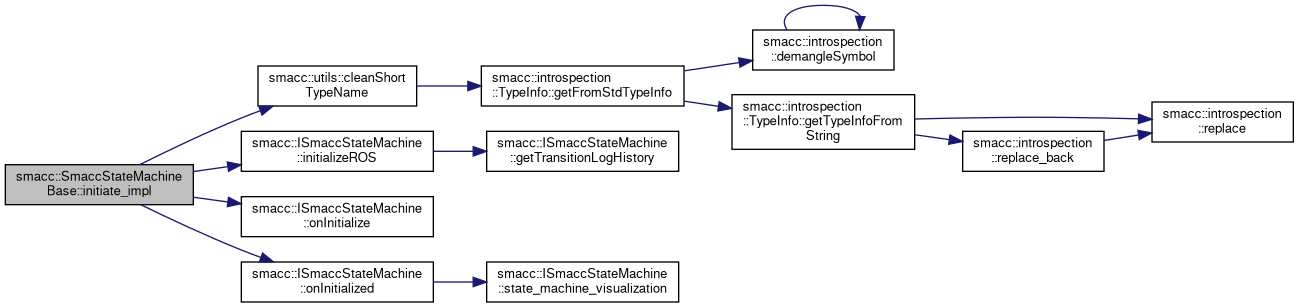 smacc::SmaccStateMachine
Base::initiate_impl
smacc::utils::cleanShort
TypeName
smacc::introspection
::TypeInfo::getFromStdTypeInfo
smacc::introspection
::demangleSymbol
smacc::introspection
::TypeInfo::getTypeInfoFrom
String
smacc::introspection
::replace_back
smacc::introspection
::replace
smacc::ISmaccStateMachine
::initializeROS
smacc::ISmaccStateMachine
::getTransitionLogHistory
smacc::ISmaccStateMachine
::onInitialize
smacc::ISmaccStateMachine
::onInitialized
smacc::ISmaccStateMachine
::state_machine_visualization